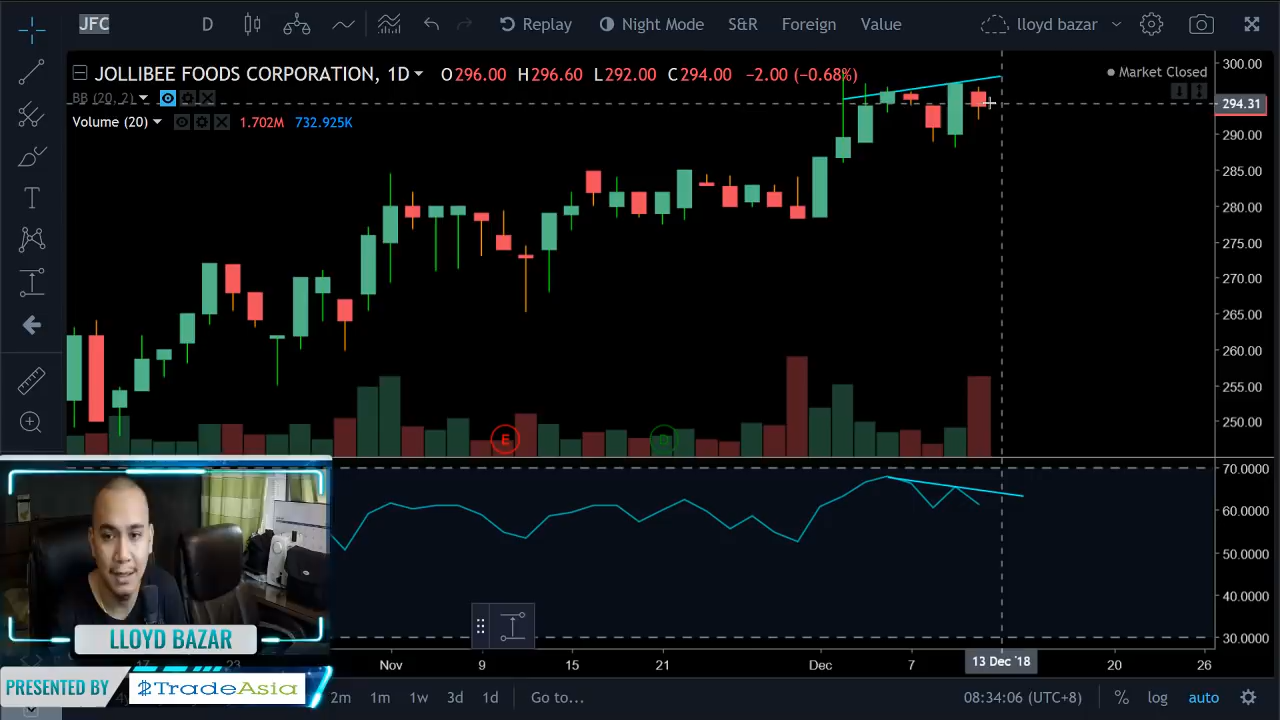 JFC D Replay Night Mode S&R Foreign Value lloyd bazar
JOLLIBEE FOODS CORPORATION, 1D O296.00 H296.60 L292.00 C294.00 −2.00 (−0.68%)
Market Closed
BB (20, 2)
Volume (20) 1.702M 732.925K
300.00
294.31
290.00
285.00
280.00
275.00
270.00
265.00
260.00
255.00
250.00
E D
70.0000
60.0000
50.0000
40.0000
30.0000
T
17 23 Nov 9 15 21 Dec 7 13 Dec '18 20 26
LLOYD BAZAR
PRESENTED BY $TradeAsia
2m 1m 1w 3d 1d Go to... 08:34:06 (UTC+8) % log auto